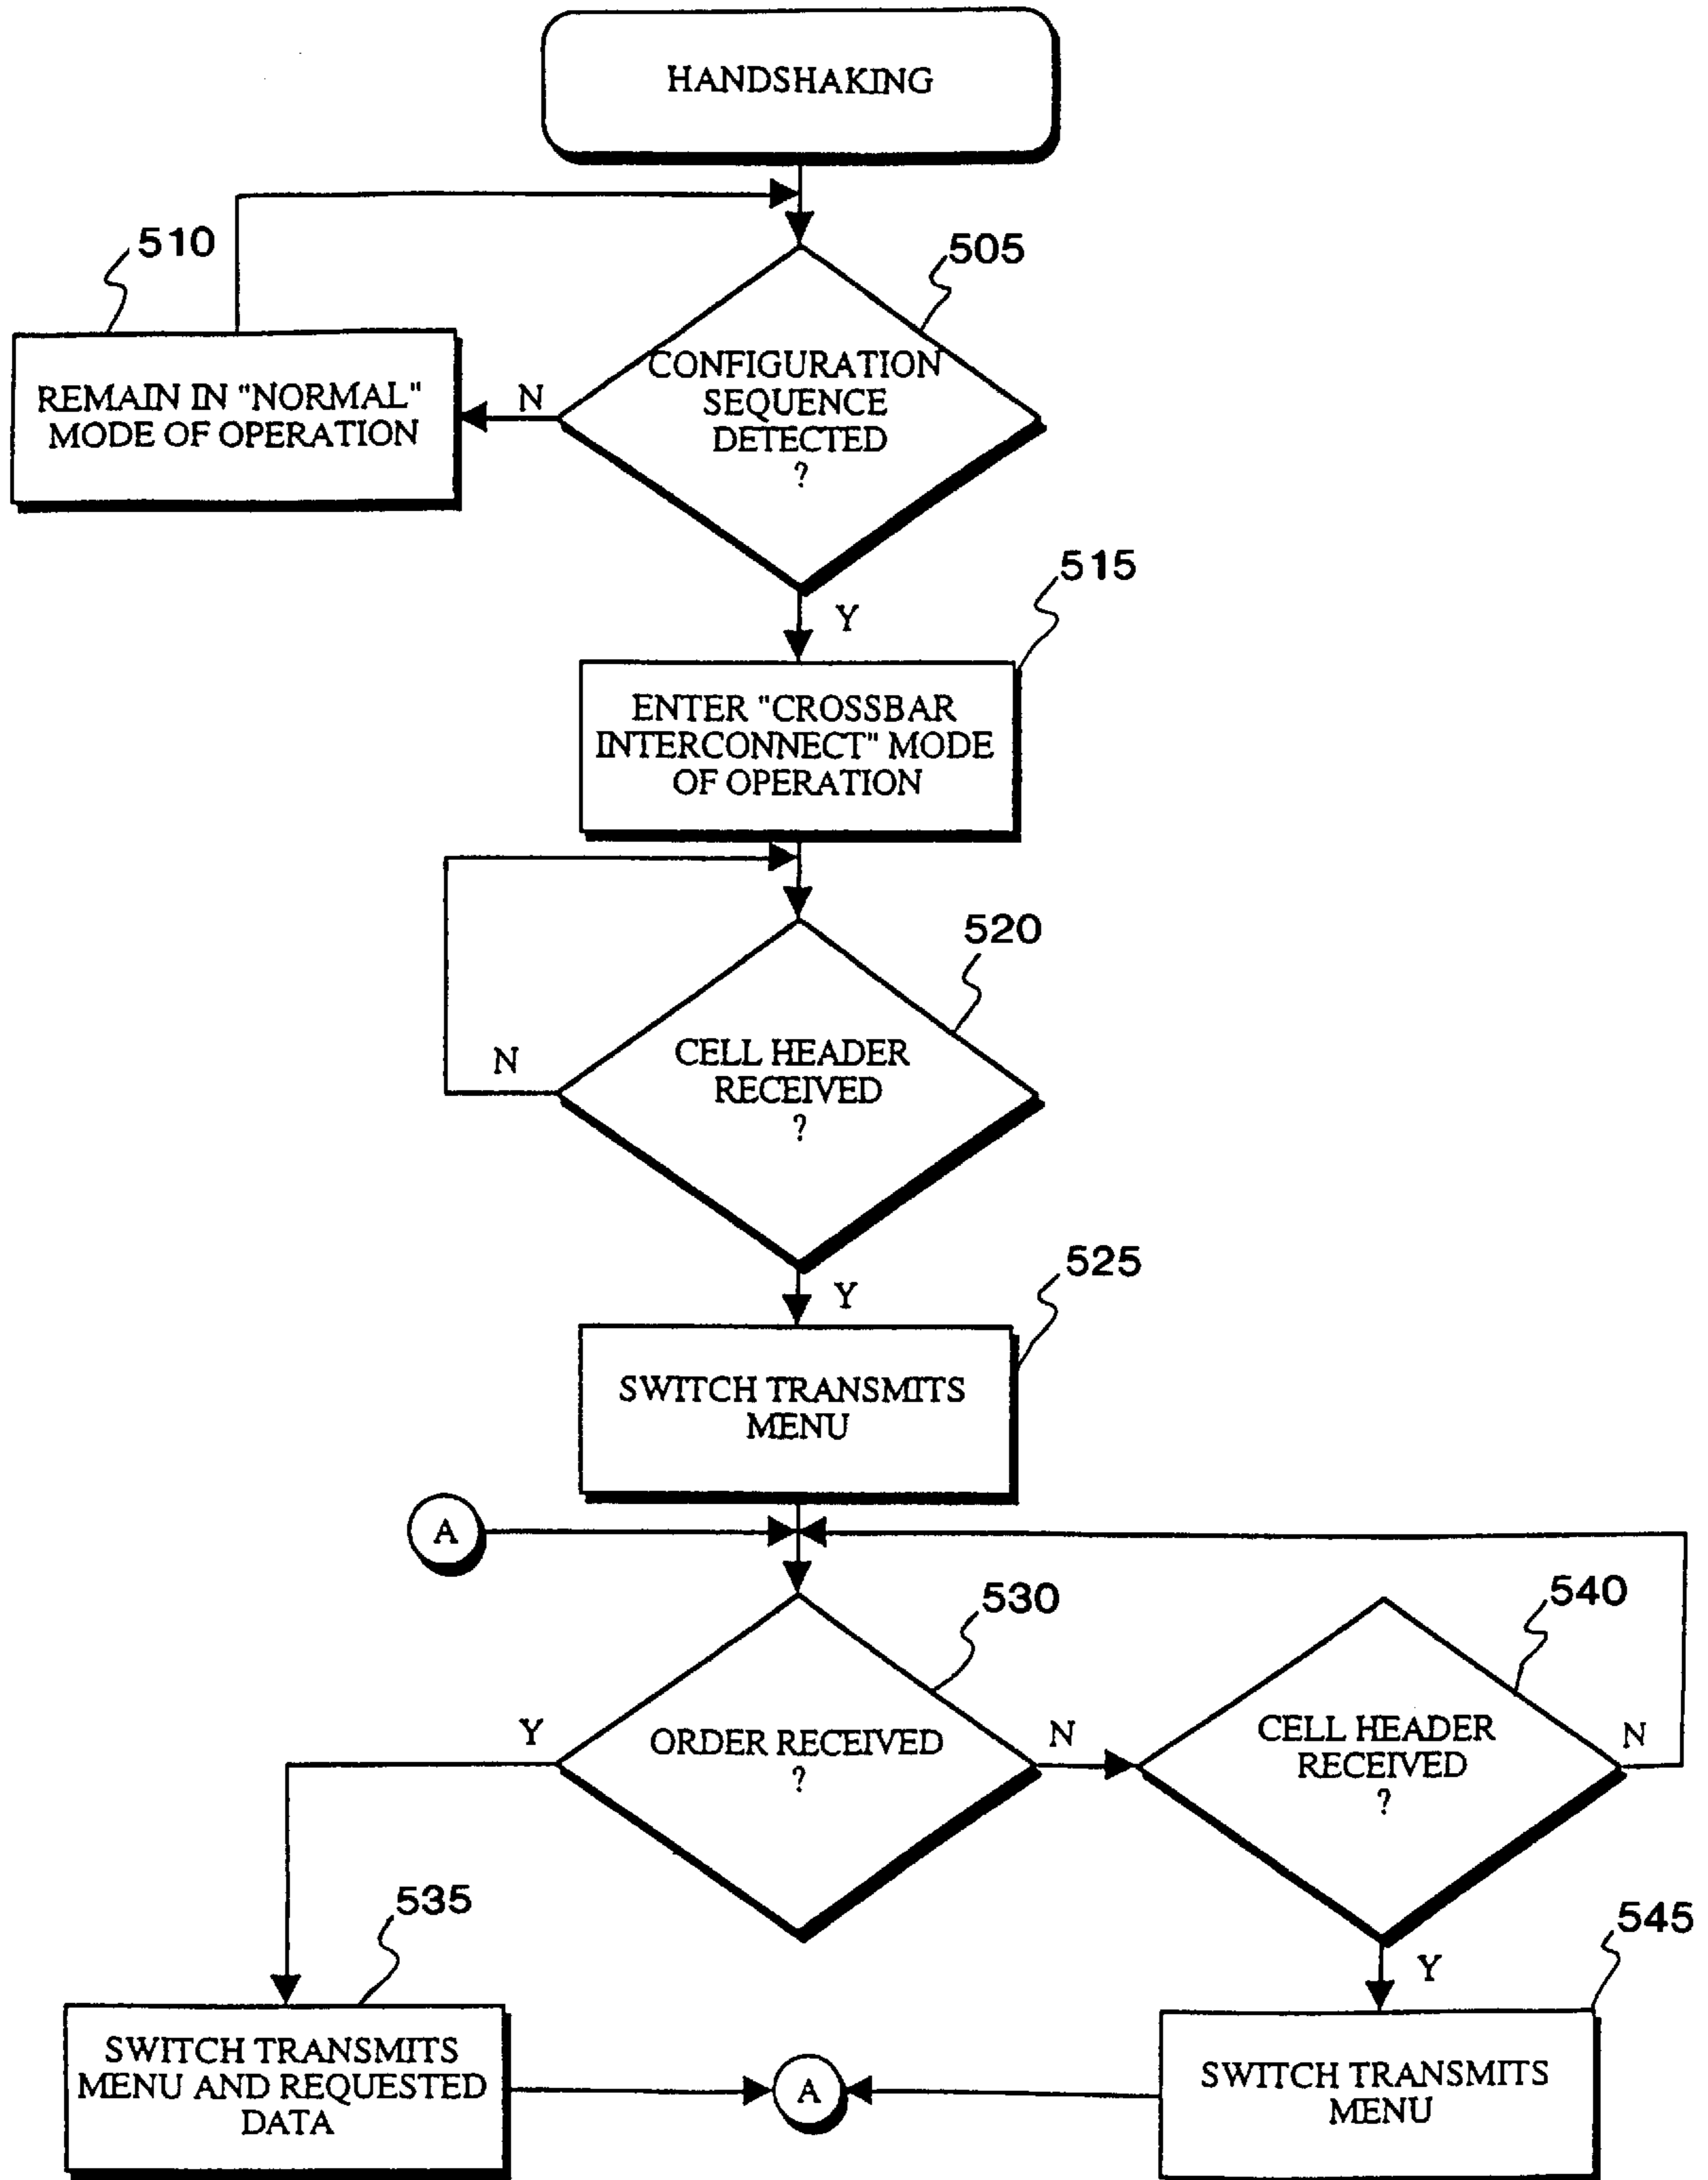 HANDSHAKING
510
505
CONFIGURATION
SEQUENCE
DETECTED
?
N
REMAIN IN "NORMAL"
MODE OF OPERATION
Y
515
ENTER "CROSSBAR
INTERCONNECT" MODE
OF OPERATION
520
CELL HEADER
RECEIVED
?
N
Y
525
SWITCH TRANSMITS
MENU
A
530
540
Y
ORDER RECEIVED
?
N
CELL HEADER
RECEIVED
?
N
535
Y
545
SWITCH TRANSMITS
MENU AND REQUESTED
DATA
A
SWITCH TRANSMITS
MENU